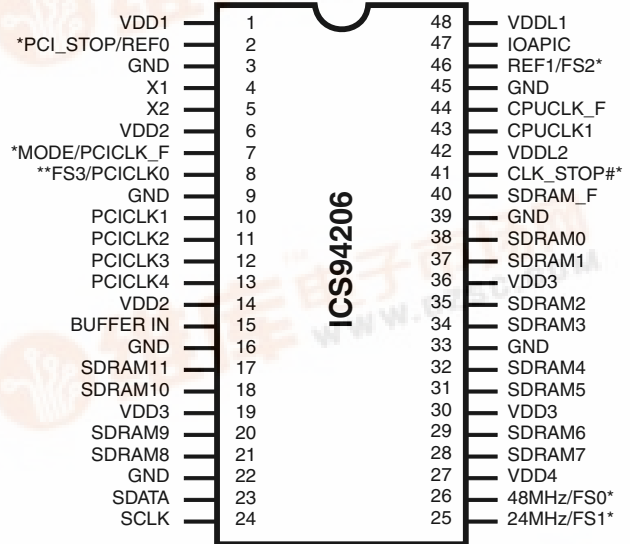 VDD1 1 48 VDDL1
*PCI_STOP/REF0 2 47 IOAPIC
GND 3 46 REF1/FS2*
X1 4 45 GND
X2 5 44 CPUCLK_F
VDD2 6 43 CPUCLK1
*MODE/PCICLK_F 7 42 VDDL2
**FS3/PCICLK0 8 41 CLK_STOP#*
GND 9 40 SDRAM_F
PCICLK1 10 39 GND
PCICLK2 11 38 SDRAM0
PCICLK3 12 37 SDRAM1
PCICLK4 13 36 VDD3
VDD2 14 35 SDRAM2
BUFFER IN 15 34 SDRAM3
GND 16 33 GND
SDRAM11 17 32 SDRAM4
SDRAM10 18 31 SDRAM5
VDD3 19 30 VDD3
SDRAM9 20 29 SDRAM6
SDRAM8 21 28 SDRAM7
GND 22 27 VDD4
SDATA 23 26 48MHz/FS0*
SCLK 24 25 24MHz/FS1*
ICS94206